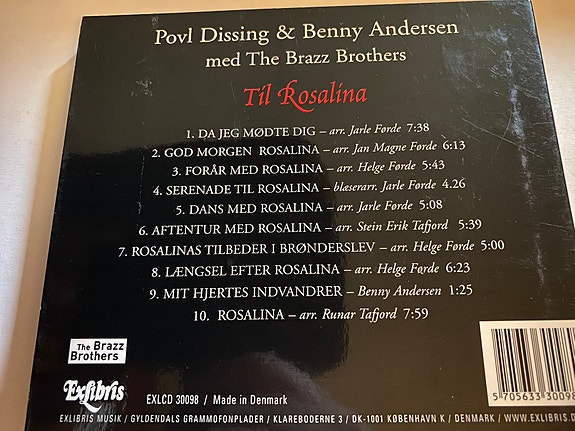 Povl Dissing & Benny Andersen
med The Brazz Brothers
Til Rosalina
1. DA JEG MØDTE DIG – arr. Jarle Førde 7:38
2. GOD MORGEN ROSALINA – arr. Jan Magne Førde 6:13
3. FORÅR MED ROSALINA – arr. Helge Førde 5:43
4. SERENADE TIL ROSALINA – blæserarr. Jarle Førde 4.26
5. DANS MED ROSALINA – arr. Jarle Førde 5:08
6. AFTENTUR MED ROSALINA – arr. Stein Erik Tafjord 5:39
7. ROSALINAS TILBEDER I BRØNDERSLEV – arr. Helge Førde 5:00
8. LÆNGSEL EFTER ROSALINA – arr. Helge Førde 6:23
9. MIT HJERTES INDVANDRER – Benny Andersen 1:25
10. ROSALINA – arr. Runar Tafjord 7:59
The Brazz
Brothers
Exlibris
EXLCD 30098 / Made in Denmark
5 705633 30098
EXLIBRIS MUSIK / GYLDENDALS GRAMMOFONPLADER / KLAREBODERNE 3 / DK-1001 KØBENHAVN K / DENMARK / WWW.EXLIBRIS.D